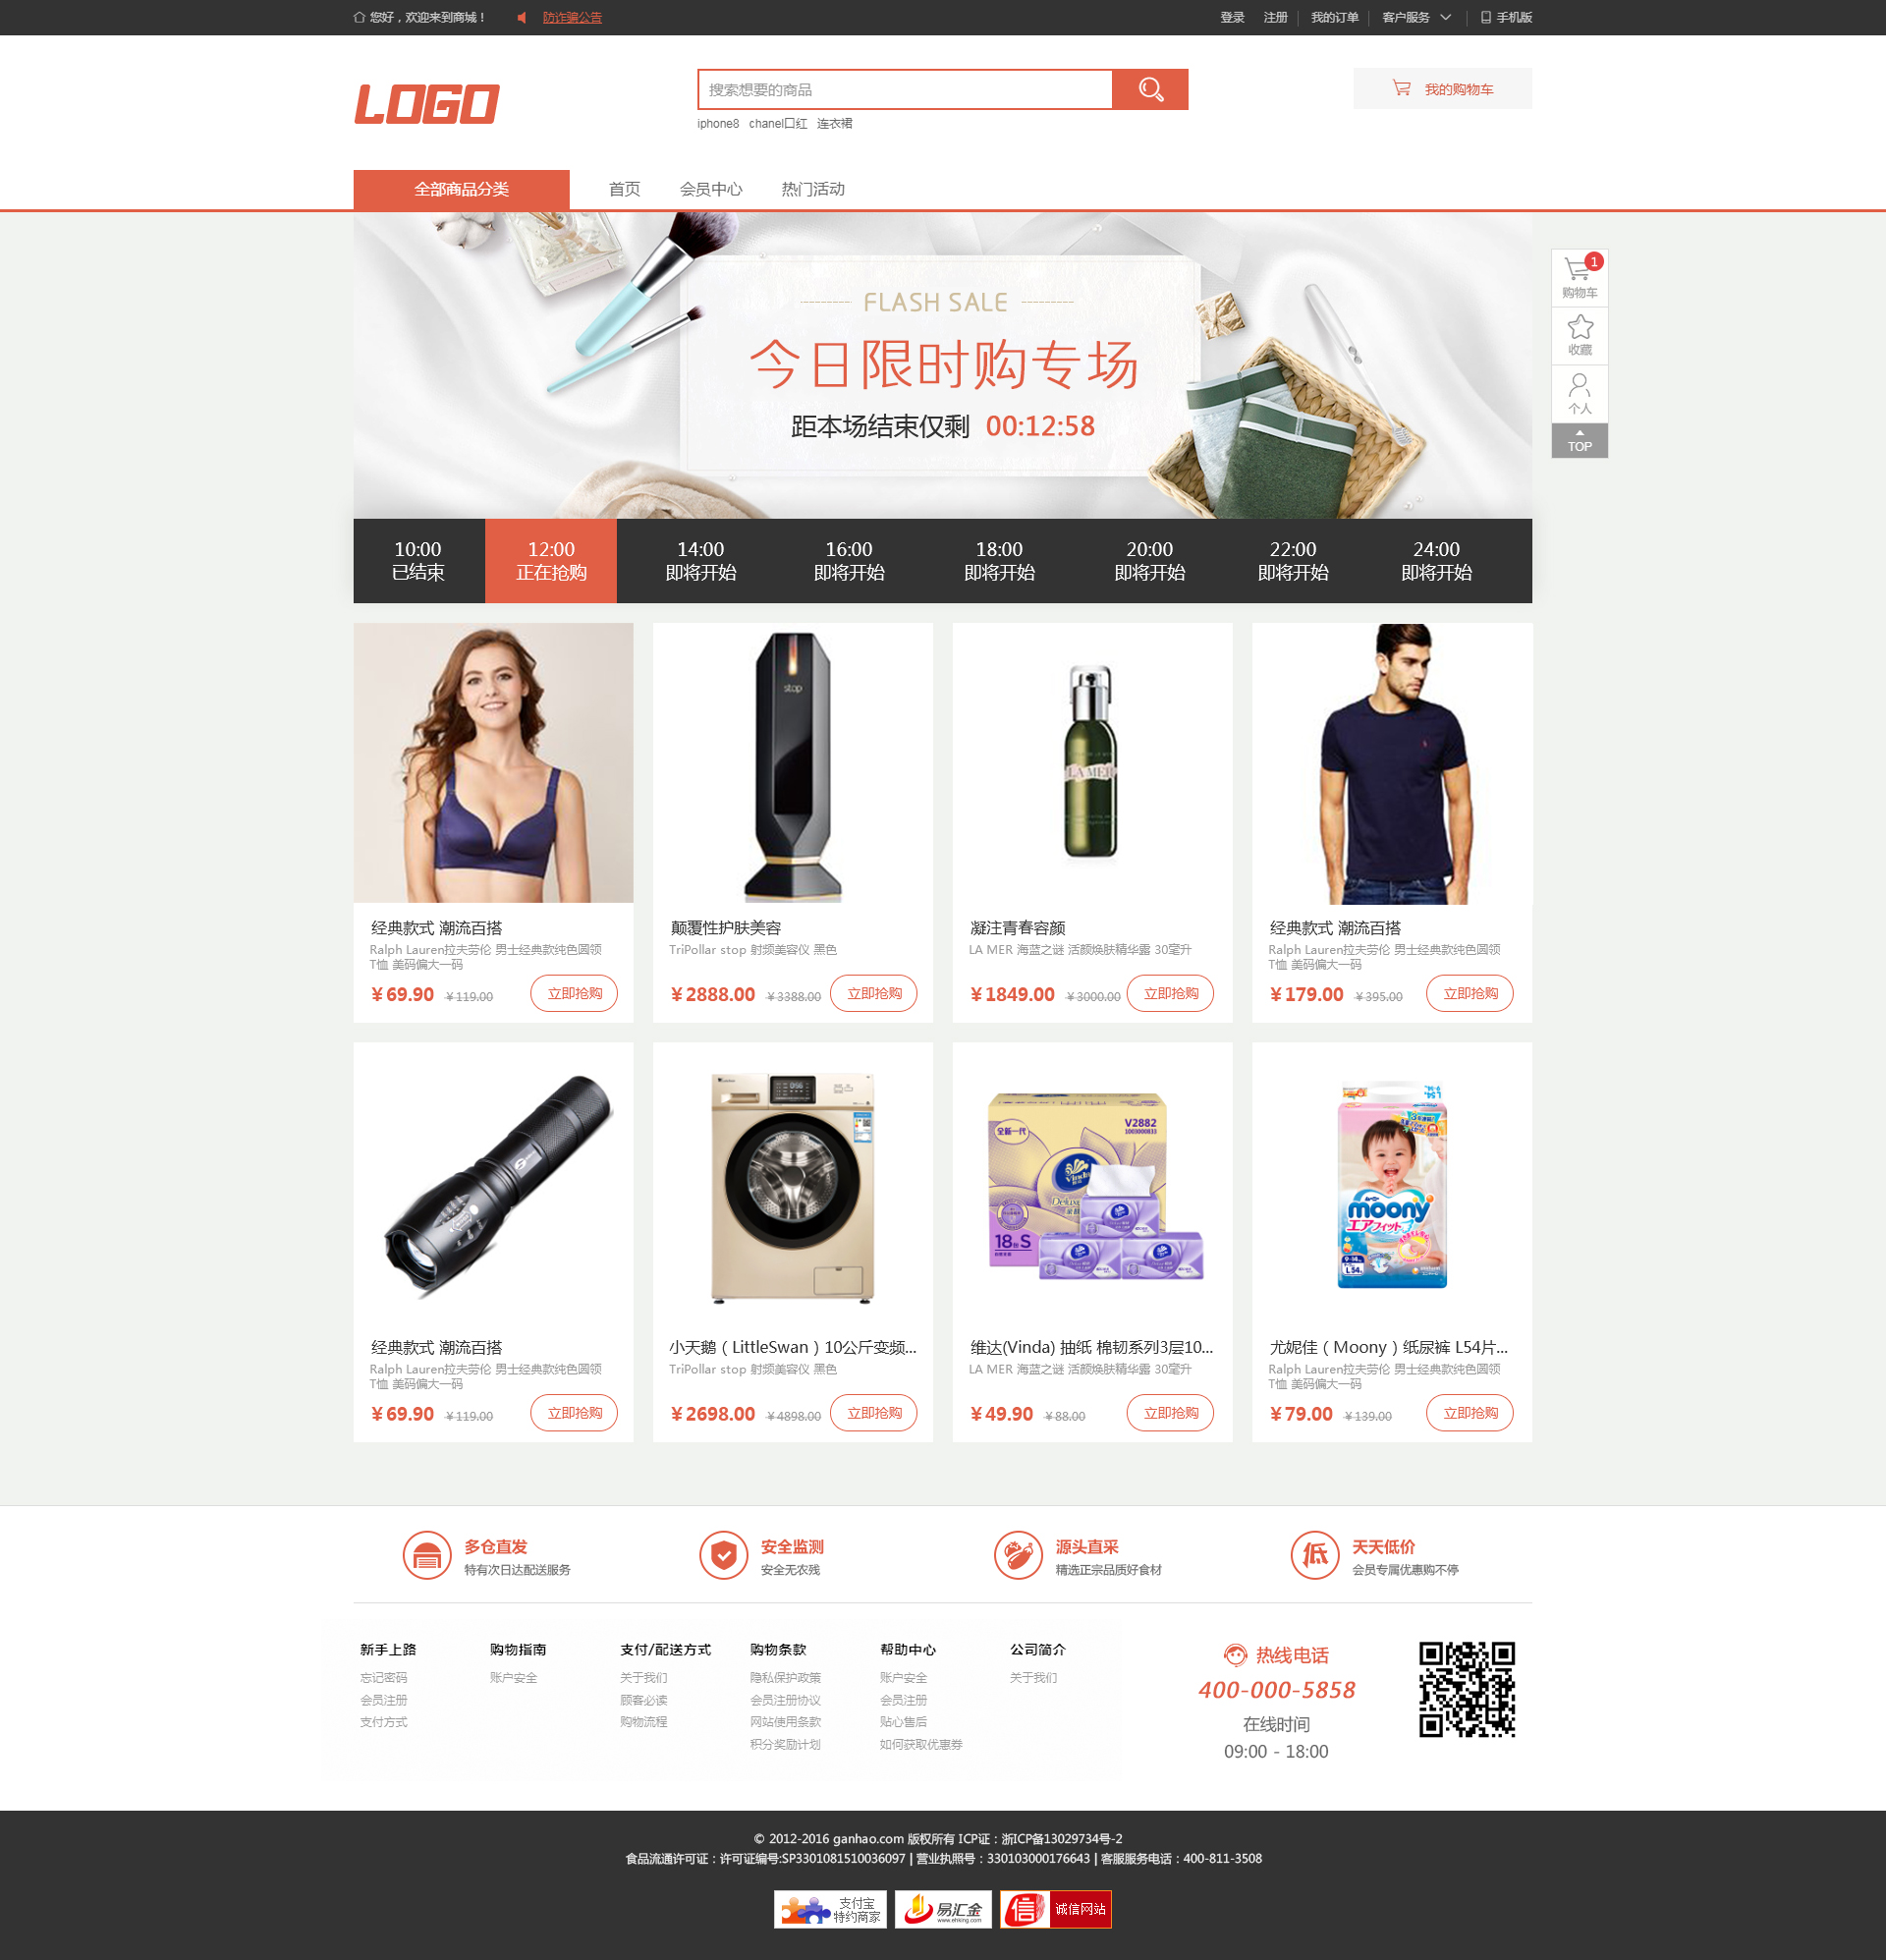 您好，欢迎来到商城！ 防诈骗公告 登录 注册 我的订单 客户服务 手机版
LOGO
搜索想要的商品
我的购物车
iphone8 chanel口红 连衣裙
全部商品分类 首页 会员中心 热门活动
FLASH SALE
今日限时购专场
距本场结束仅剩 00:12:58
1
购物车
收藏
个人
TOP
10:00 12:00 14:00 16:00 18:00 20:00 22:00 24:00
已结束 正在抢购 即将开始 即将开始 即将开始 即将开始 即将开始 即将开始
stop
LA MER
经典款式 潮流百搭
Ralph Lauren拉夫劳伦 男士经典款纯色圆领
T恤 美码偏大一码
￥69.90 ￥119.00 立即抢购
颠覆性护肤美容
TriPollar stop 射频美容仪 黑色
￥2888.00 ￥3388.00 立即抢购
凝注青春容颜
LA MER 海蓝之谜 活颜焕肤精华露 30毫升
￥1849.00 ￥3000.00 立即抢购
经典款式 潮流百搭
Ralph Lauren拉夫劳伦 男士经典款纯色圆领
T恤 美码偏大一码
￥179.00 ￥395.00 立即抢购
V2882
全新一代
Vinda
Deluxe
18包S
moony
エアフィット
L54
经典款式 潮流百搭
Ralph Lauren拉夫劳伦 男士经典款纯色圆领
T恤 美码偏大一码
￥69.90 ￥119.00 立即抢购
小天鹅（LittleSwan）10公斤变频...
TriPollar stop 射频美容仪 黑色
￥2698.00 ￥4898.00 立即抢购
维达(Vinda) 抽纸 棉韧系列3层10...
LA MER 海蓝之谜 活颜焕肤精华露 30毫升
￥49.90 ￥88.00 立即抢购
尤妮佳（Moony）纸尿裤 L54片...
Ralph Lauren拉夫劳伦 男士经典款纯色圆领
T恤 美码偏大一码
￥79.00 ￥139.00 立即抢购
多仓直发
特有次日达配送服务
安全监测
安全无农残
源头直采
精选正宗品质好食材
低
天天低价
会员专属优惠购不停
新手上路
忘记密码
会员注册
支付方式
购物指南
账户安全
支付/配送方式
关于我们
顾客必读
购物流程
购物条款
隐私保护政策
会员注册协议
网站使用条款
积分奖励计划
帮助中心
账户安全
会员注册
贴心售后
如何获取优惠券
公司简介
关于我们
热线电话
400-000-5858
在线时间
09:00 - 18:00
© 2012-2016 ganhao.com 版权所有 ICP证：浙ICP备13029734号-2
食品流通许可证：许可证编号:SP3301081510036097 | 营业执照号：330103000176643 | 客服服务电话：400-811-3508
支付宝
特约商家
易汇金
www.ehking.com
信 诚信网站